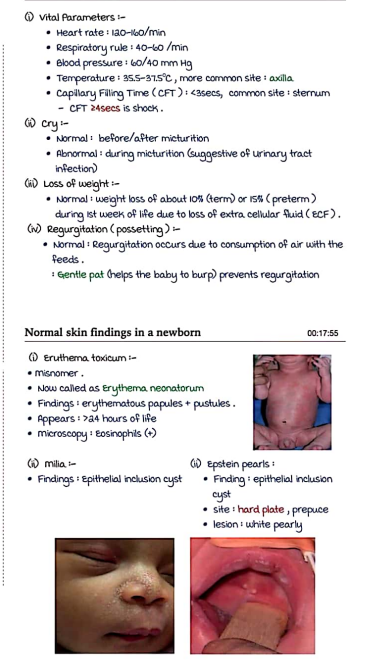 (i) Vital Parameters :-
• Heart rate : 120-160/min
• Respiratory rule : 40-60 /min
• Blood pressure : 60/40 mm Hg
• Temperature : 35.5-37.5°C , more common site : axilla
• Capillary Filling Time ( CFT ) : <3secs, common site : sternum
- CFT ≥4secs is shock .
(ii) Cry :-
• Normal : before/after micturition
• Abnormal : during micturition (suggestive of urinary tract
infection)
(iii) Loss of weight :-
• Normal : weight loss of about 10% (term) or 15% ( preterm )
during 1st week of life due to loss of extra cellular fluid ( ECF ) .
(iv) Regurgitation ( possetting ) :-
• Normal : Regurgitation occurs due to consumption of air with the
feeds .
: Gentle pat (helps the baby to burp) prevents regurgitation
Normal skin findings in a newborn 00:17:55
(i) Eruthema toxicum :-
• misnomer .
• Now called as Erythema neonatorum
• Findings : erythematous papules + pustules .
• Appears : >24 hours of life
• microscopy : Eosinophils (+)
(ii) milia :-
• Findings : Epithelial inclusion cyst
(ii) Epstein pearls :
• Finding : epithelial inclusion
cyst
• site : hard plate , prepuce
• lesion : white pearly